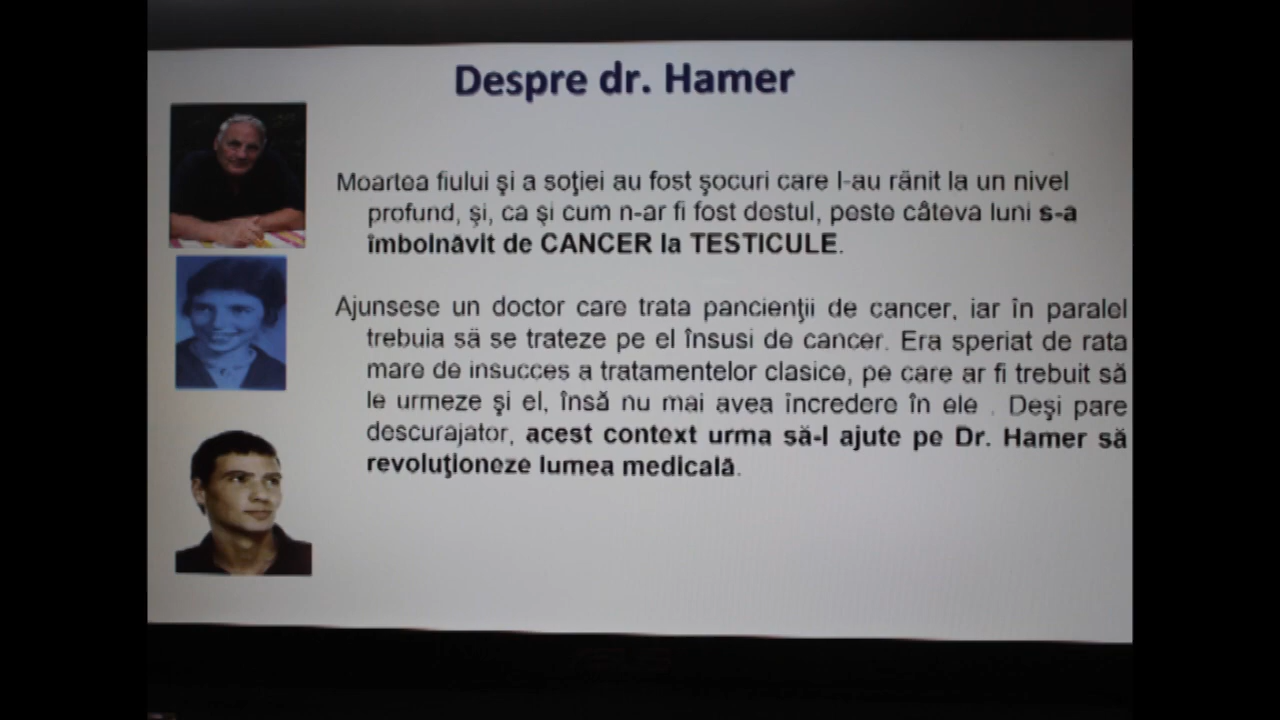 Despre dr. Hamer
Moartea fiului şi a soţiei au fost şocuri care l-au rănit la un nivel
profund, şi, ca şi cum n-ar fi fost destul, peste câteva luni s-a
îmbolnăvit de CANCER la TESTICULE.
Ajunsese un doctor care trata pancienţii de cancer, iar în paralel
trebuia să se trateze pe el însusi de cancer. Era speriat de rata
mare de insucces a tratamentelor clasice, pe care ar fi trebuit să
le urmeze şi el, însă nu mai avea încredere în ele . Deşi pare
descurajator, acest context urma să-l ajute pe Dr. Hamer să
revoluţioneze lumea medicală.